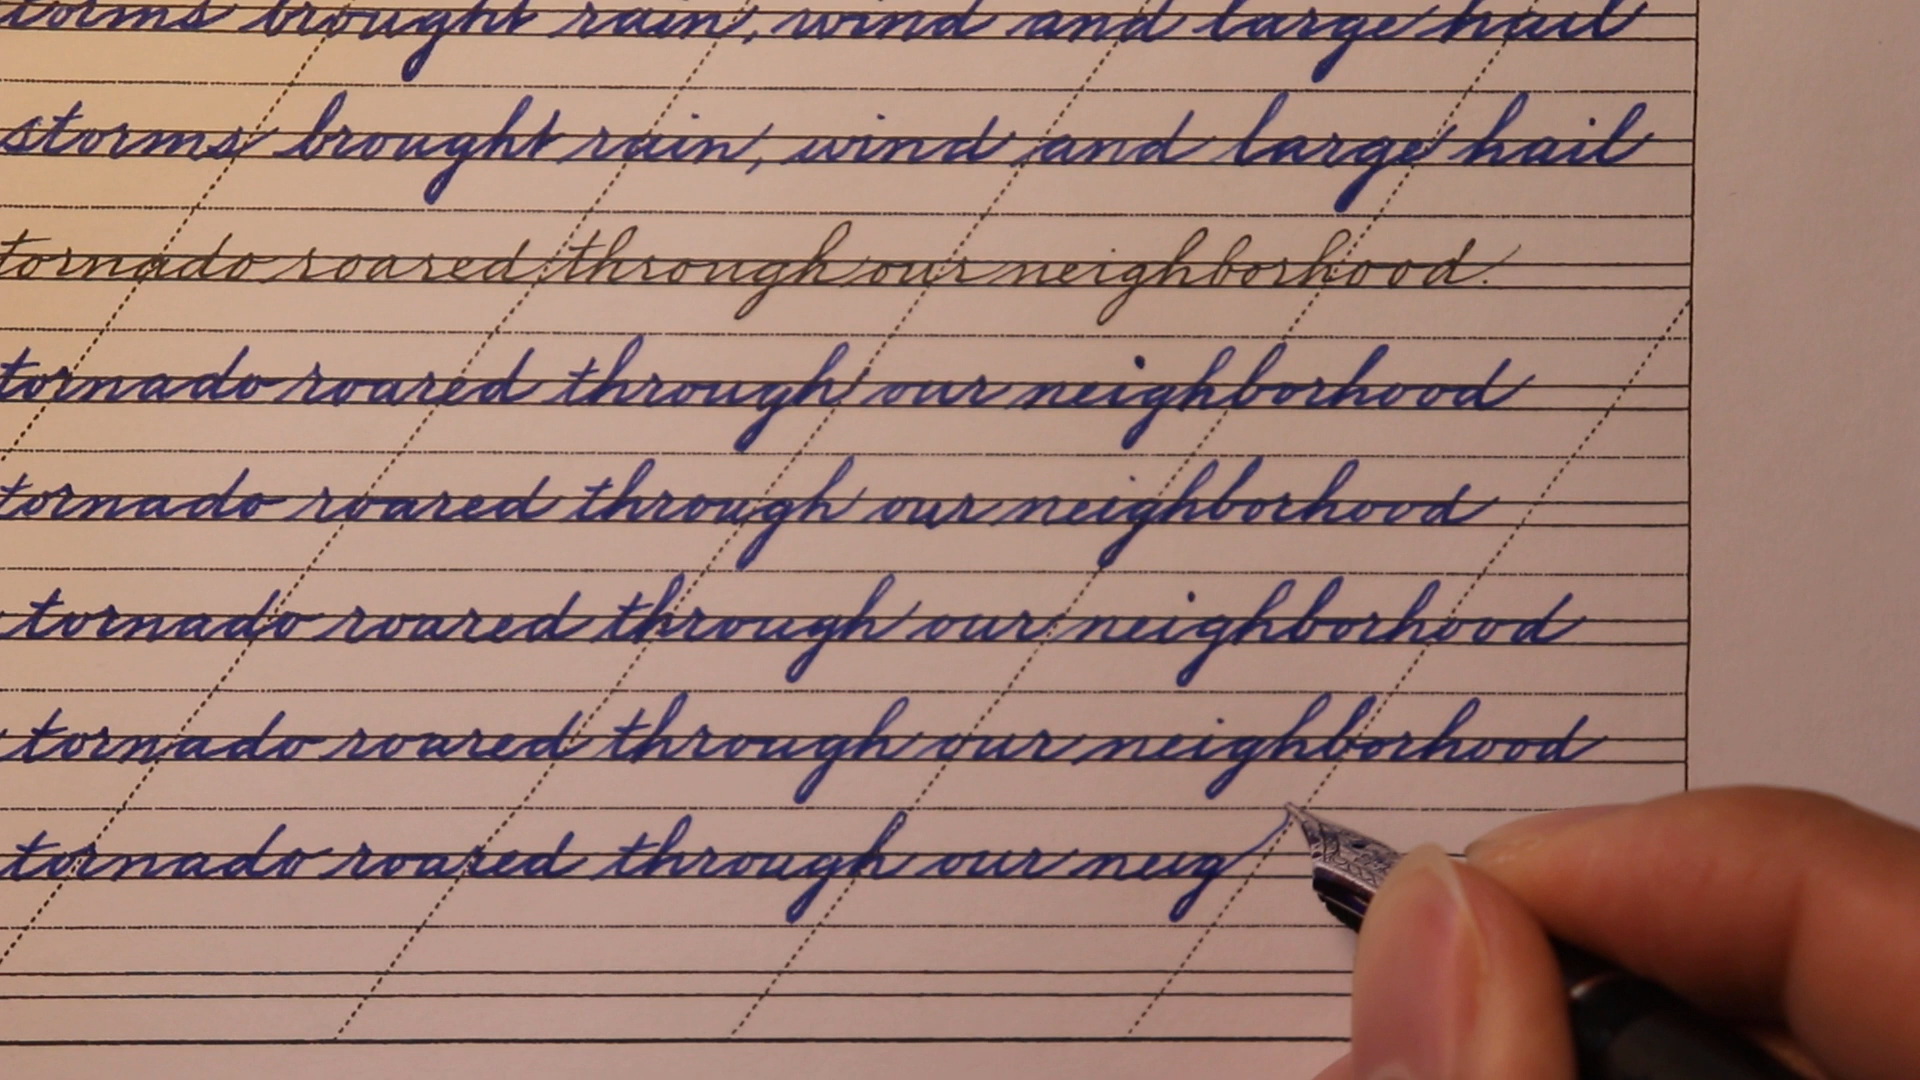 storms brought rain, wind and large hail
storms brought rain, wind and large hail
tornado roared through our neighborhood.
tornado roared through our neighborhood
tornado roared through our neighborhood
tornado roared through our neighborhood
tornado roared through our neighborhood
tornado roared through our neig